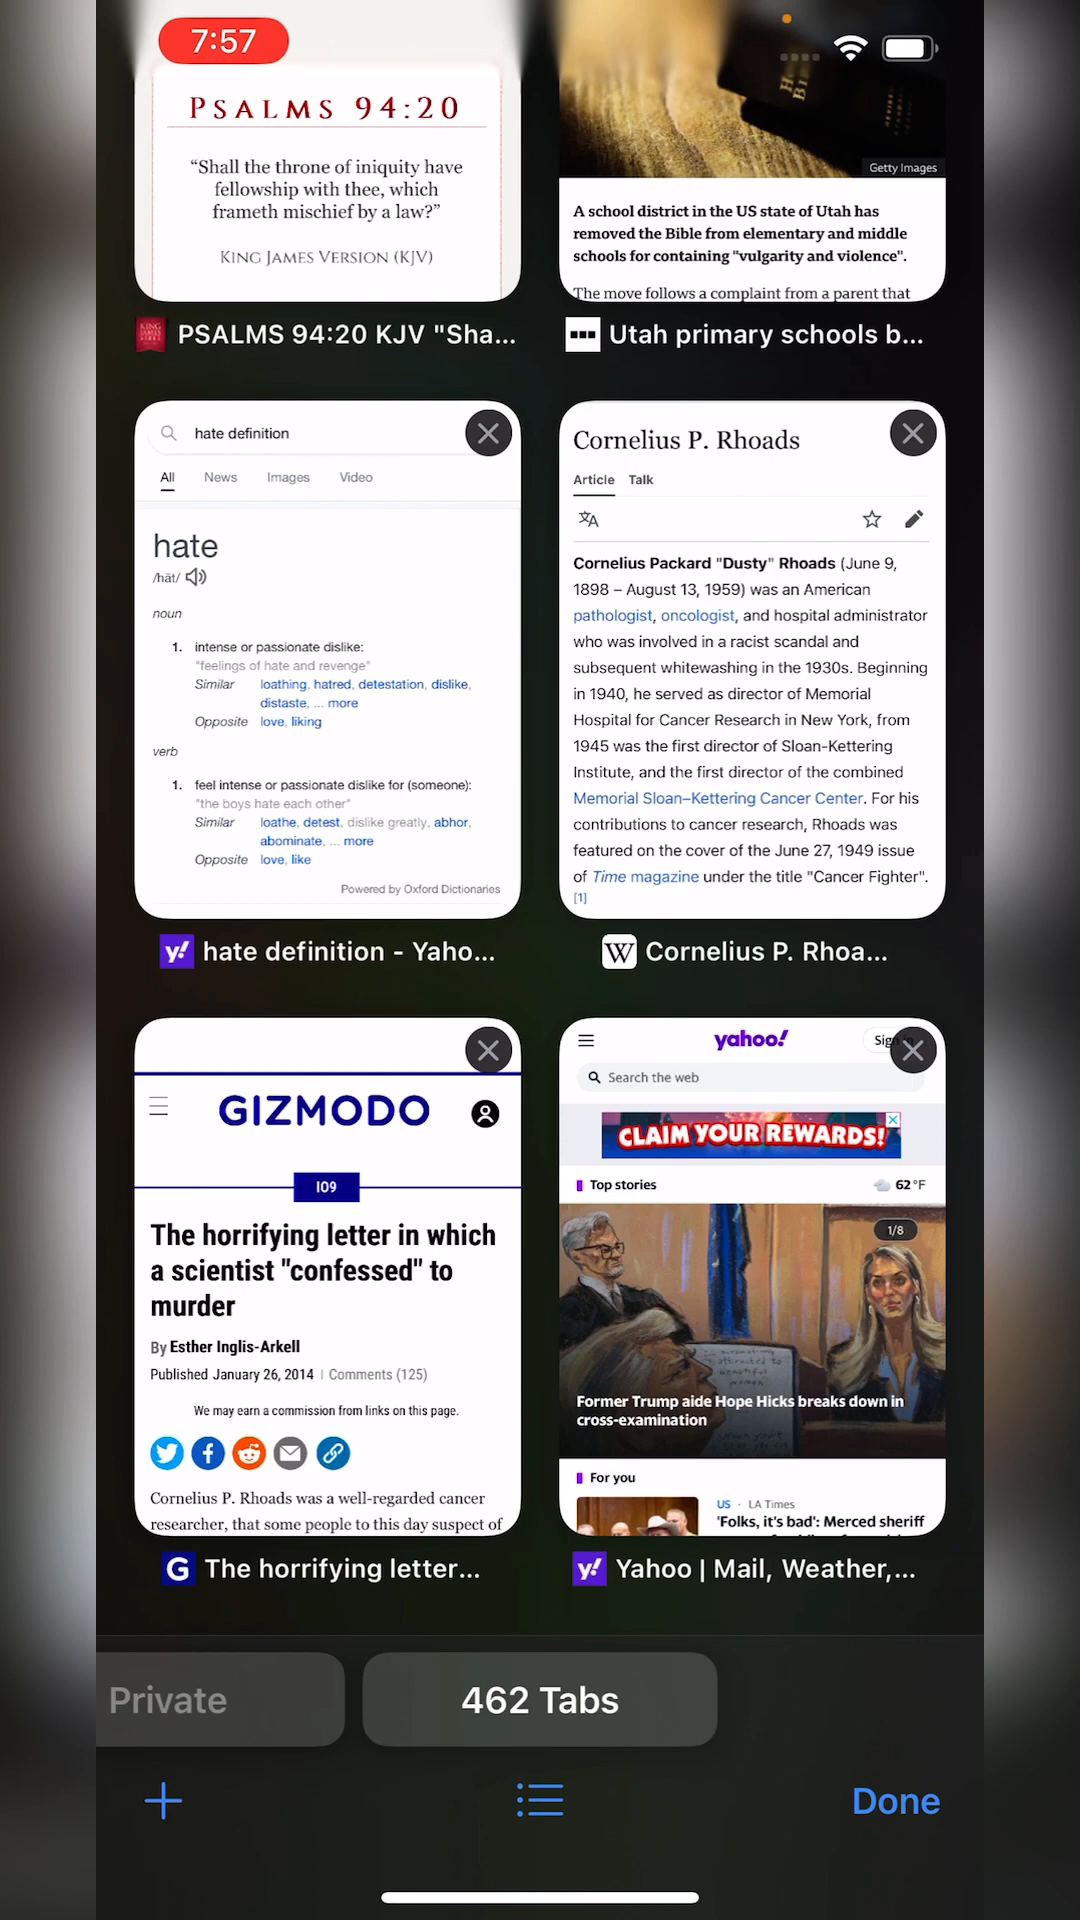 7:57
PSALMS 94:20
“Shall the throne of iniquity have
fellowship with thee, which
frameth mischief by a law?”
KING JAMES VERSION (KJV)
KING JAMES BIBLE
PSALMS 94:20 KJV "Sha...
Getty Images
A school district in the US state of Utah has
removed the Bible from elementary and middle
schools for containing "vulgarity and violence".
The move follows a complaint from a parent that
Utah primary schools b...
hate definition
All News Images Video
hate
/hāt/
noun
1. intense or passionate dislike:
"feelings of hate and revenge"
Similar loathing, hatred, detestation, dislike,
distaste, ... more
Opposite love, liking
verb
1. feel intense or passionate dislike for (someone):
"the boys hate each other"
Similar loathe, detest, dislike greatly, abhor,
abominate, ... more
Opposite love, like
Powered by Oxford Dictionaries
y! hate definition - Yaho...
Cornelius P. Rhoads
Article Talk
Cornelius Packard "Dusty" Rhoads (June 9,
1898 – August 13, 1959) was an American
pathologist, oncologist, and hospital administrator
who was involved in a racist scandal and
subsequent whitewashing in the 1930s. Beginning
in 1940, he served as director of Memorial
Hospital for Cancer Research in New York, from
1945 was the first director of Sloan-Kettering
Institute, and the first director of the combined
Memorial Sloan–Kettering Cancer Center. For his
contributions to cancer research, Rhoads was
featured on the cover of the June 27, 1949 issue
of Time magazine under the title "Cancer Fighter".
[1]
W Cornelius P. Rhoa...
GIZMODO
IO9
The horrifying letter in which
a scientist "confessed" to
murder
By Esther Inglis-Arkell
Published January 26, 2014 | Comments (125)
We may earn a commission from links on this page.
Cornelius P. Rhoads was a well-regarded cancer
researcher, that some people to this day suspect of
G The horrifying letter...
yahoo!
Sign
Search the web
CLAIM YOUR REWARDS!
Top stories
62°F
1/8
attracted to
beautiful
Former Trump aide Hope Hicks breaks down in
cross-examination
For you
US · LA Times
'Folks, it's bad': Merced sheriff
y! Yahoo | Mail, Weather,...
Private
462 Tabs
Done